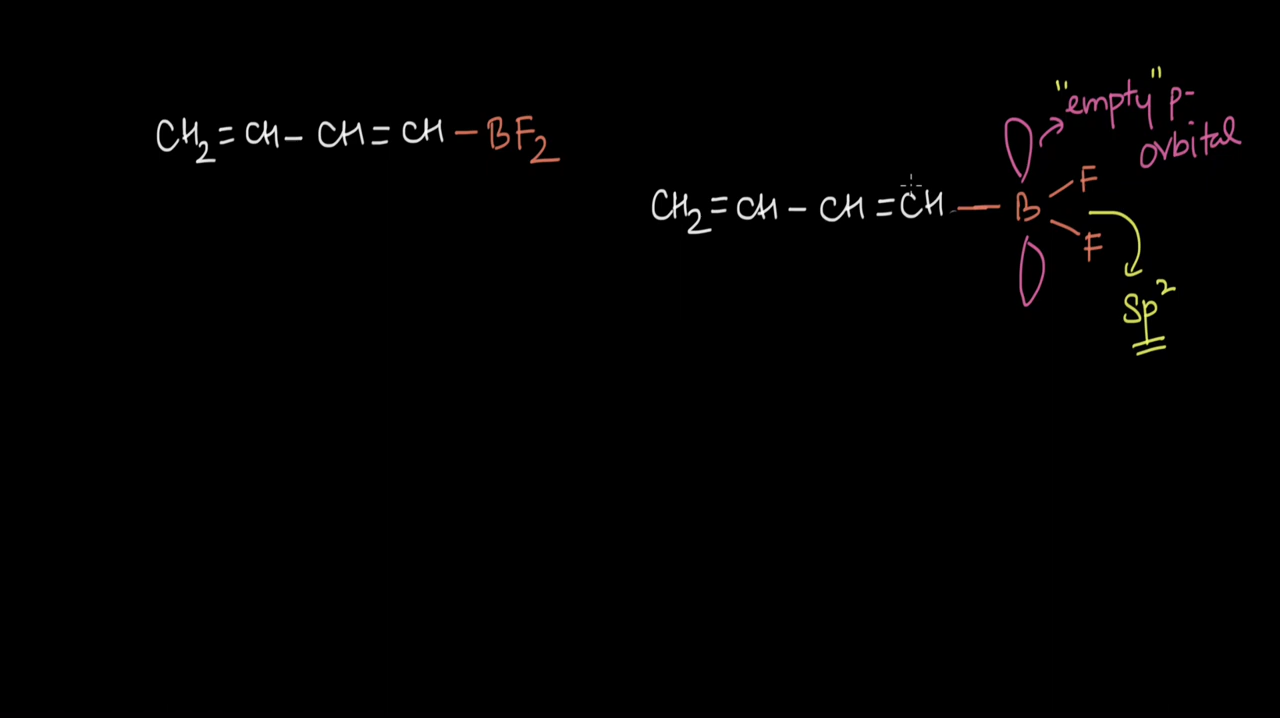 CH₂=CH–CH=CH–BF₂
"empty" p-
orbital
CH₂=CH–CH=CH–B
F
F
sp²